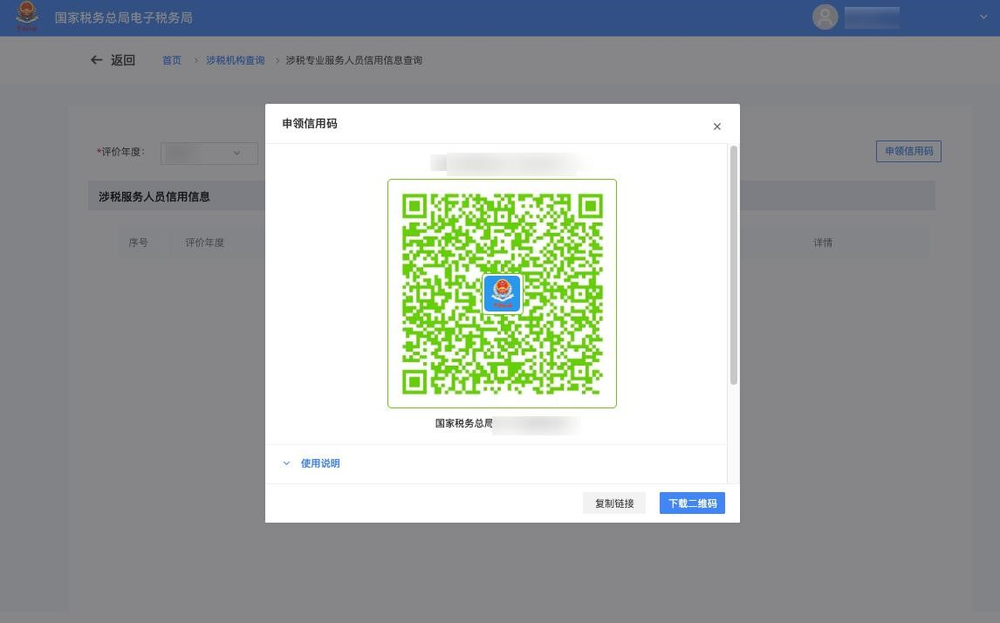 国家税务总局电子税务局
返回 首页 > 涉税机构查询 > 涉税专业服务人员信用信息查询
申领信用码
*评价年度：
申领信用码
涉税服务人员信用信息
序号 评价年度 详情
国家税务总局
使用说明
复制链接 下载二维码